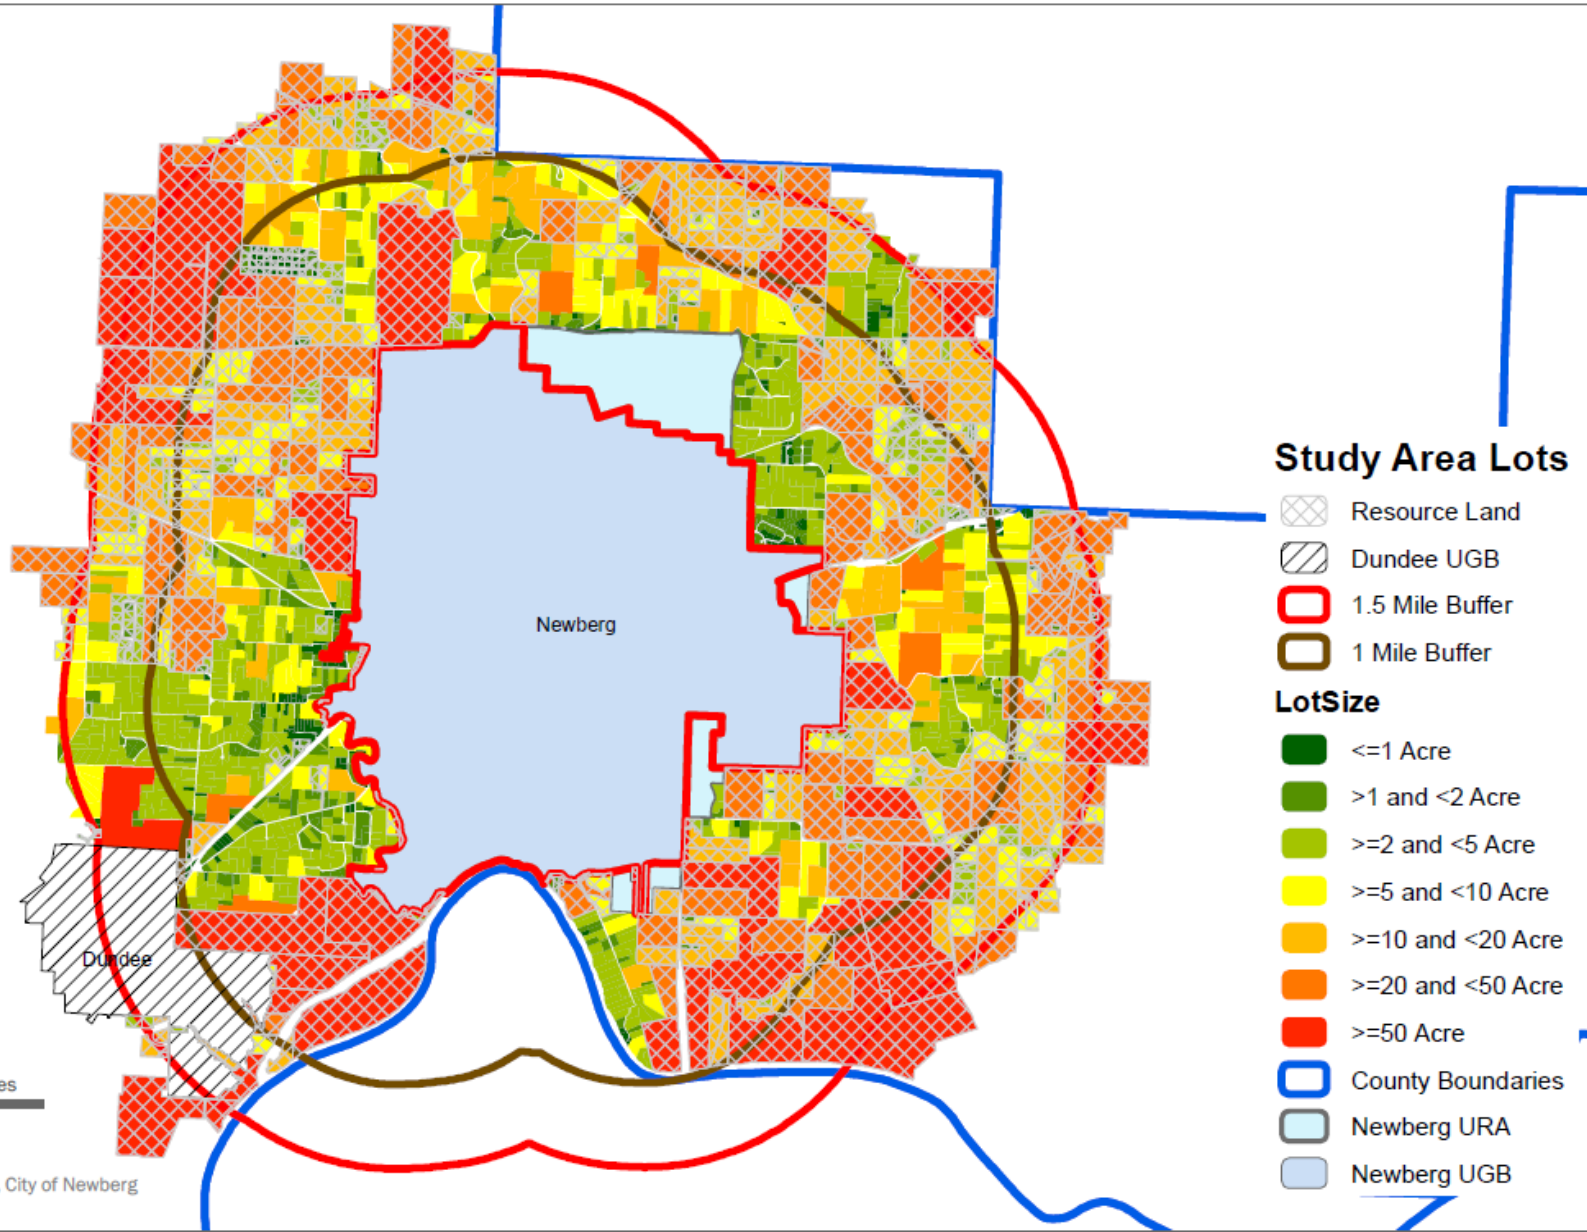 Newberg
Dundee
es
City of Newberg
Study Area Lots
Resource Land
Dundee UGB
1.5 Mile Buffer
1 Mile Buffer
LotSize
<=1 Acre
>1 and <2 Acre
>=2 and <5 Acre
>=5 and <10 Acre
>=10 and <20 Acre
>=20 and <50 Acre
>=50 Acre
County Boundaries
Newberg URA
Newberg UGB